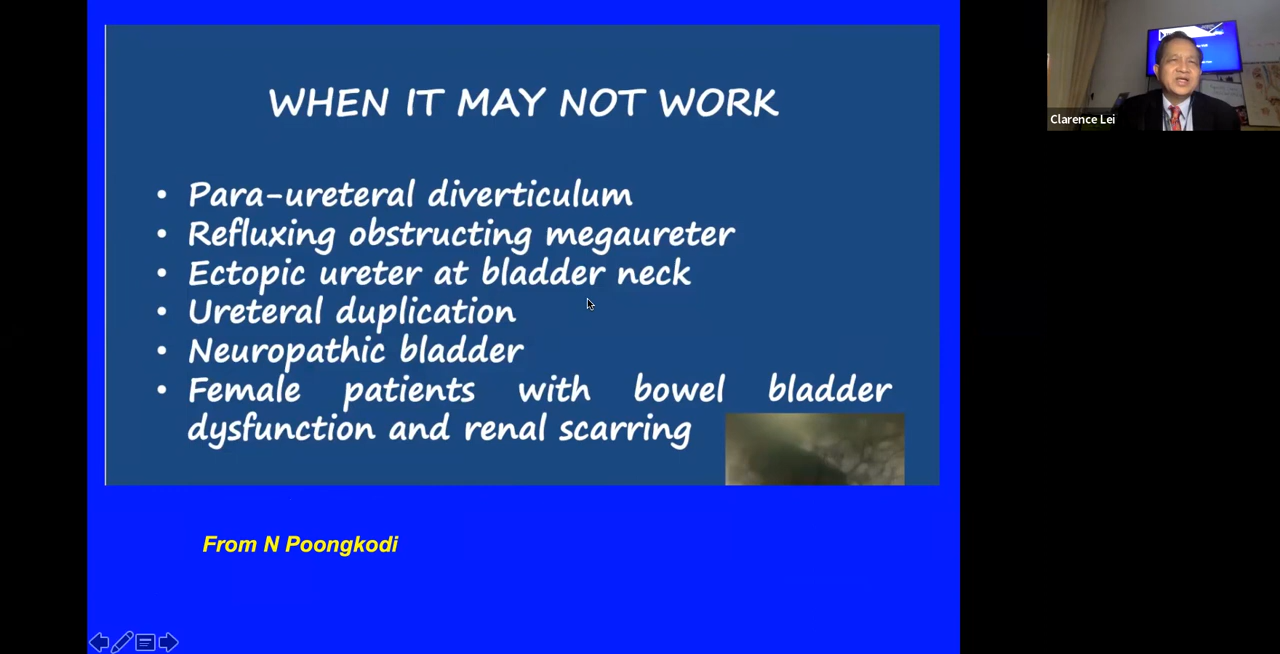 WHEN IT MAY NOT WORK
• Para-ureteral diverticulum
• Refluxing obstructing megaureter
• Ectopic ureter at bladder neck
• Ureteral duplication
• Neuropathic bladder
• Female patients with bowel bladder
dysfunction and renal scarring
From N Poongkodi
Clarence Lei